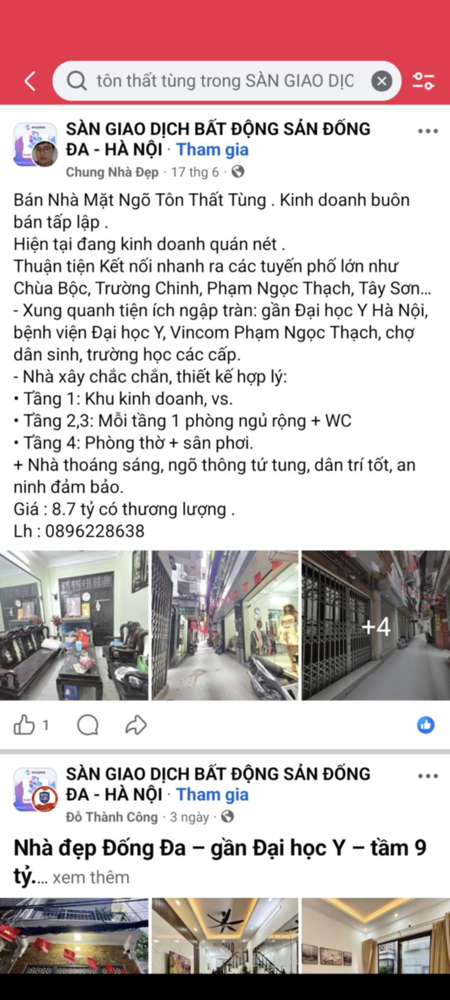 tôn thất tùng trong SÀN GIAO DỊC
SÀN GIAO DỊCH BẤT ĐỘNG SẢN ĐỐNG
ĐA - HÀ NỘI · Tham gia
Chung Nhà Đẹp · 17 thg 6 ·
Bán Nhà Mặt Ngõ Tôn Thất Tùng . Kinh doanh buôn
bán tấp lập .
Hiện tại đang kinh doanh quán nét .
Thuận tiện Kết nối nhanh ra các tuyến phố lớn như
Chùa Bộc, Trường Chinh, Phạm Ngọc Thạch, Tây Sơn...
- Xung quanh tiện ích ngập tràn: gần Đại học Y Hà Nội,
bệnh viện Đại học Y, Vincom Phạm Ngọc Thạch, chợ
dân sinh, trường học các cấp.
- Nhà xây chắc chắn, thiết kế hợp lý:
• Tầng 1: Khu kinh doanh, vs.
• Tầng 2,3: Mỗi tầng 1 phòng ngủ rộng + WC
• Tầng 4: Phòng thờ + sân phơi.
+ Nhà thoáng sáng, ngõ thông tứ tung, dân trí tốt, an
ninh đảm bảo.
Giá : 8.7 tỷ có thương lượng .
Lh : 0896228638
+4
1
SÀN GIAO DỊCH BẤT ĐỘNG SẢN ĐỐNG
ĐA - HÀ NỘI · Tham gia
Đỗ Thành Công · 3 ngày ·
Nhà đẹp Đống Đa – gần Đại học Y – tầm 9
tỷ.... xem thêm